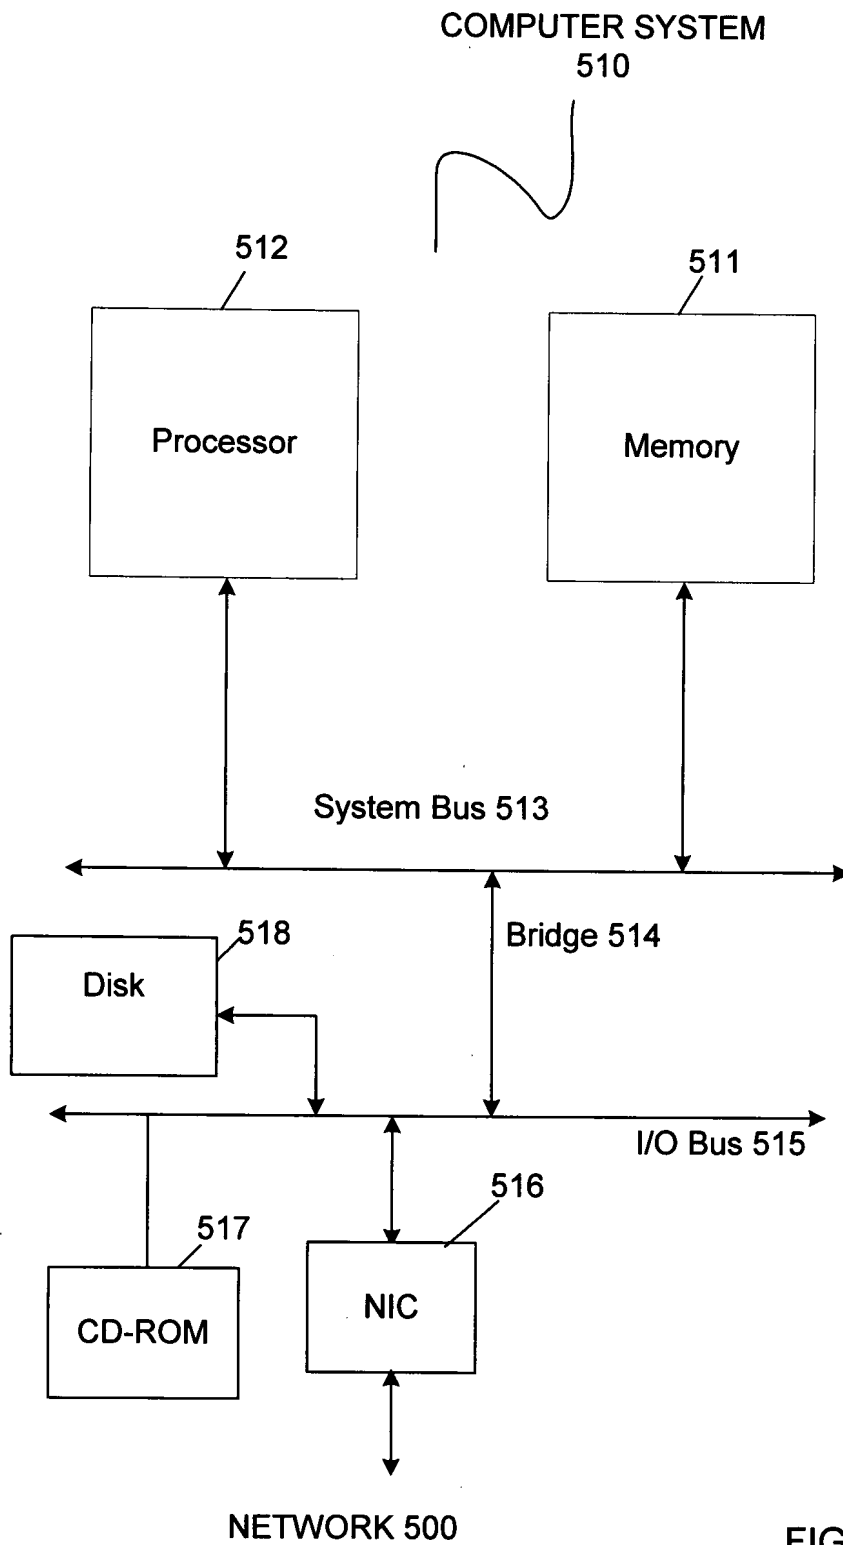 COMPUTER SYSTEM
510
512
511
Processor
Memory
System Bus 513
518
Bridge 514
Disk
I/O Bus 515
516
517
NIC
CD-ROM
NETWORK 500
FIG